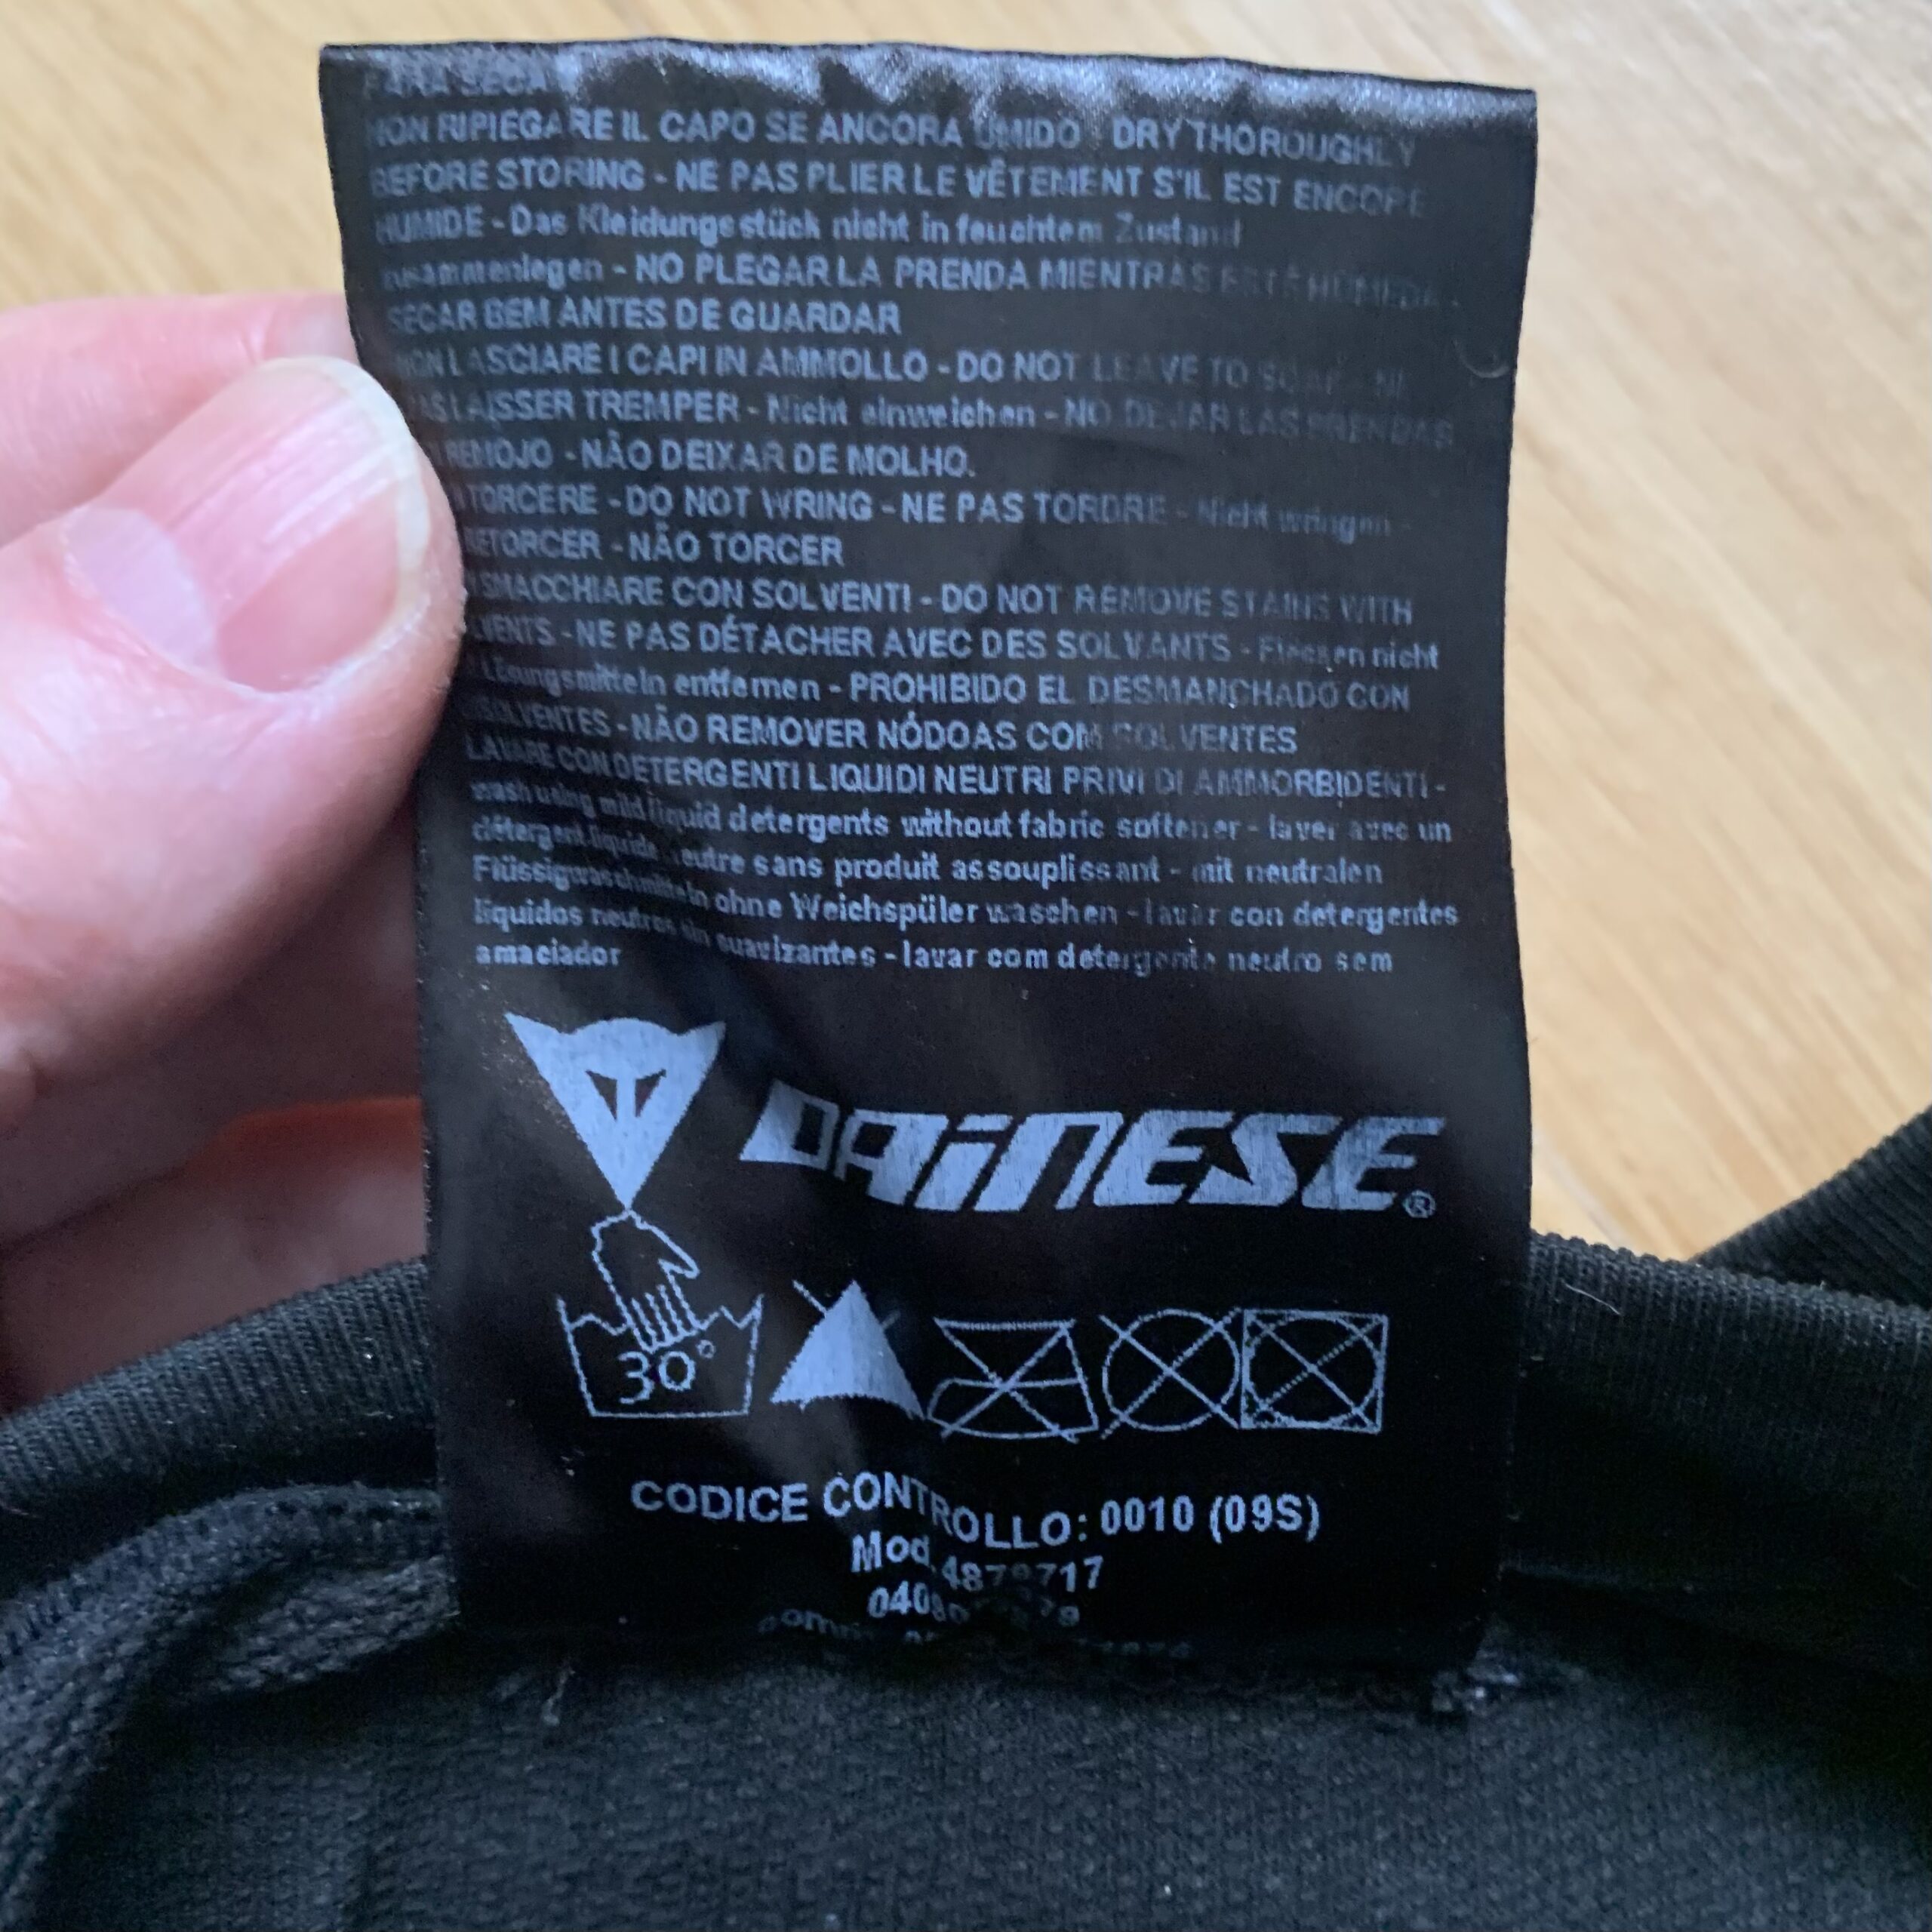 PARA SECA
NON RIPIEGARE IL CAPO SE ANCORA UMIDO - DRY THOROUGHLY
BEFORE STORING - NE PAS PLIER LE VÊTEMENT S'IL EST ENCORE
HUMIDE - Das Kleidungsstück nicht in feuchtem Zustand
zusammenlegen - NO PLEGAR LA PRENDA MIENTRAS ESTÉ HÚMEDA -
SECAR BEM ANTES DE GUARDAR
NON LASCIARE I CAPI IN AMMOLLO - DO NOT LEAVE TO SOAP - NE
PAS LAISSER TREMPER - Nicht einweichen - NO DEJAR LAS PRENDAS
REMOJO - NÃO DEIXAR DE MOLHO.
TORCERE - DO NOT WRING - NE PAS TORDRE - Nicht wringen -
RETORCER - NÃO TORCER
SMACCHIARE CON SOLVENTI - DO NOT REMOVE STAINS WITH
VENTS - NE PAS DÉTACHER AVEC DES SOLVANTS - Flecken nicht
Lösungsmitteln entfernen - PROHIBIDO EL DESMANCHADO CON
SOLVENTES - NÃO REMOVER NÓDOAS COM SOLVENTES
LAVARE CON DETERGENTI LIQUIDI NEUTRI PRIVI DI AMMORBIDENTI -
wash using mild liquid detergents without fabric softener - laver avec un
détergent liquide neutre sans produit assouplissant - mit neutralen
Flüssigwaschmitteln ohne Weichspüler waschen - lavar con detergentes
líquidos neutros sin suavizantes - lavar com detergente neutro sem
amaciador
DAINESE®
30°
CODICE CONTROLLO: 0010 (09S)
Mod. 4879717